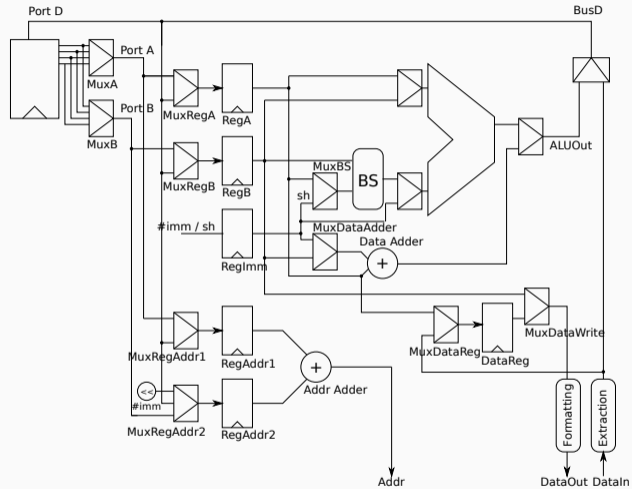 Port D
BusD
Port A
MuxA
Port B
MuxB
MuxRegA
RegA
ALUOut
MuxRegB
RegB
MuxBS
BS
sh
#imm / sh
MuxDataAdder
Data Adder
+
RegImm
MuxRegAddr1
RegAddr1
MuxDataReg
DataReg
MuxDataWrite
+
Addr Adder
<<
#imm
MuxRegAddr2
RegAddr2
Formatting
Extraction
Addr
DataOut
DataIn